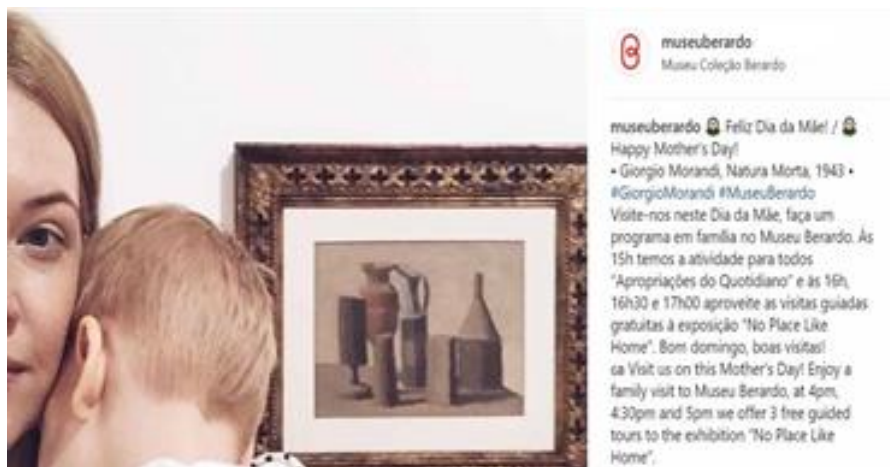 museuberardo
Museu Coleção Berardo
museuberardo Feliz Dia da Mãe! /
Happy Mother's Day!
• Giorgio Morandi, Natura Morta, 1943 •
#GiorgioMorandi #MuseuBerardo
Visite-nos neste Dia da Mãe, faça um
programa em família no Museu Berardo. Às
15h temos a atividade para todos
"Apropriações do Quotidiano" e às 16h,
16h30 e 17h00 aproveite as visitas guiadas
gratuitas à exposição "No Place Like
Home". Bom domingo, boas visitas!
ca Visit us on this Mother's Day! Enjoy a
family visit to Museu Berardo, at 4pm,
4:30pm and 5pm we offer 3 free guided
tours to the exhibition "No Place Like
Home".